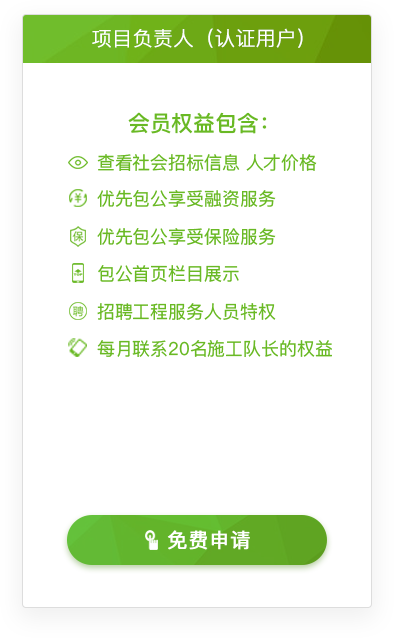 项目负责人（认证用户）
会员权益包含：
查看社会招标信息 人才价格
优先包公享受融资服务
保 优先包公享受保险服务
包公首页栏目展示
聘 招聘工程服务人员特权
每月联系20名施工队长的权益
免费申请